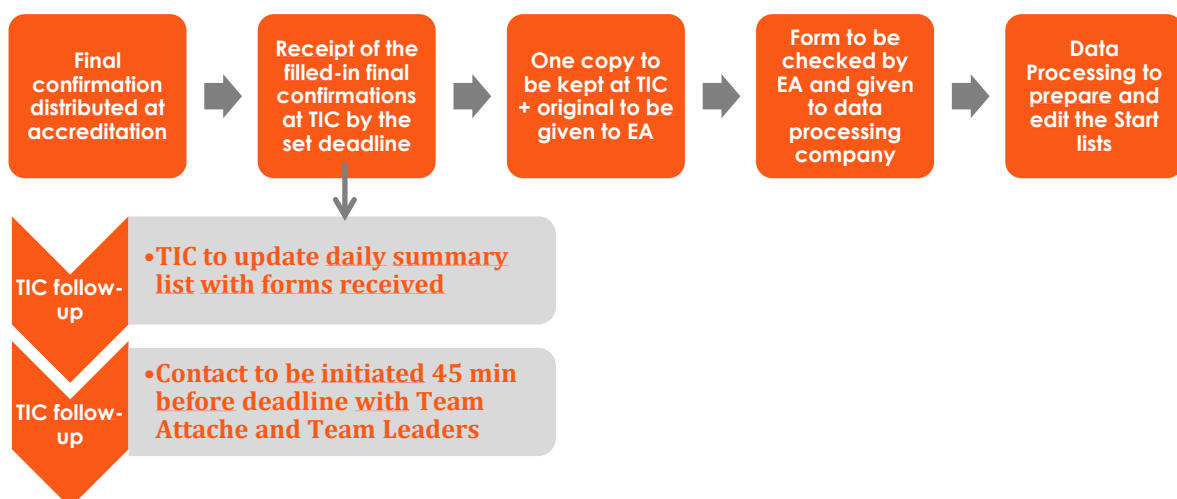 Final
confirmation
distributed at
accreditation
Receipt of the
filled-in final
confirmations
at TIC by the
set deadline
One copy to
be kept at TIC
+ original to be
given to EA
Form to be
checked by
EA and given
to data
processing
company
Data
Processing to
prepare and
edit the Start
lists
TIC follow-
up
•TIC to update daily summary
list with forms received
TIC follow-
up
•Contact to be initiated 45 min
before deadline with Team
Attache and Team Leaders